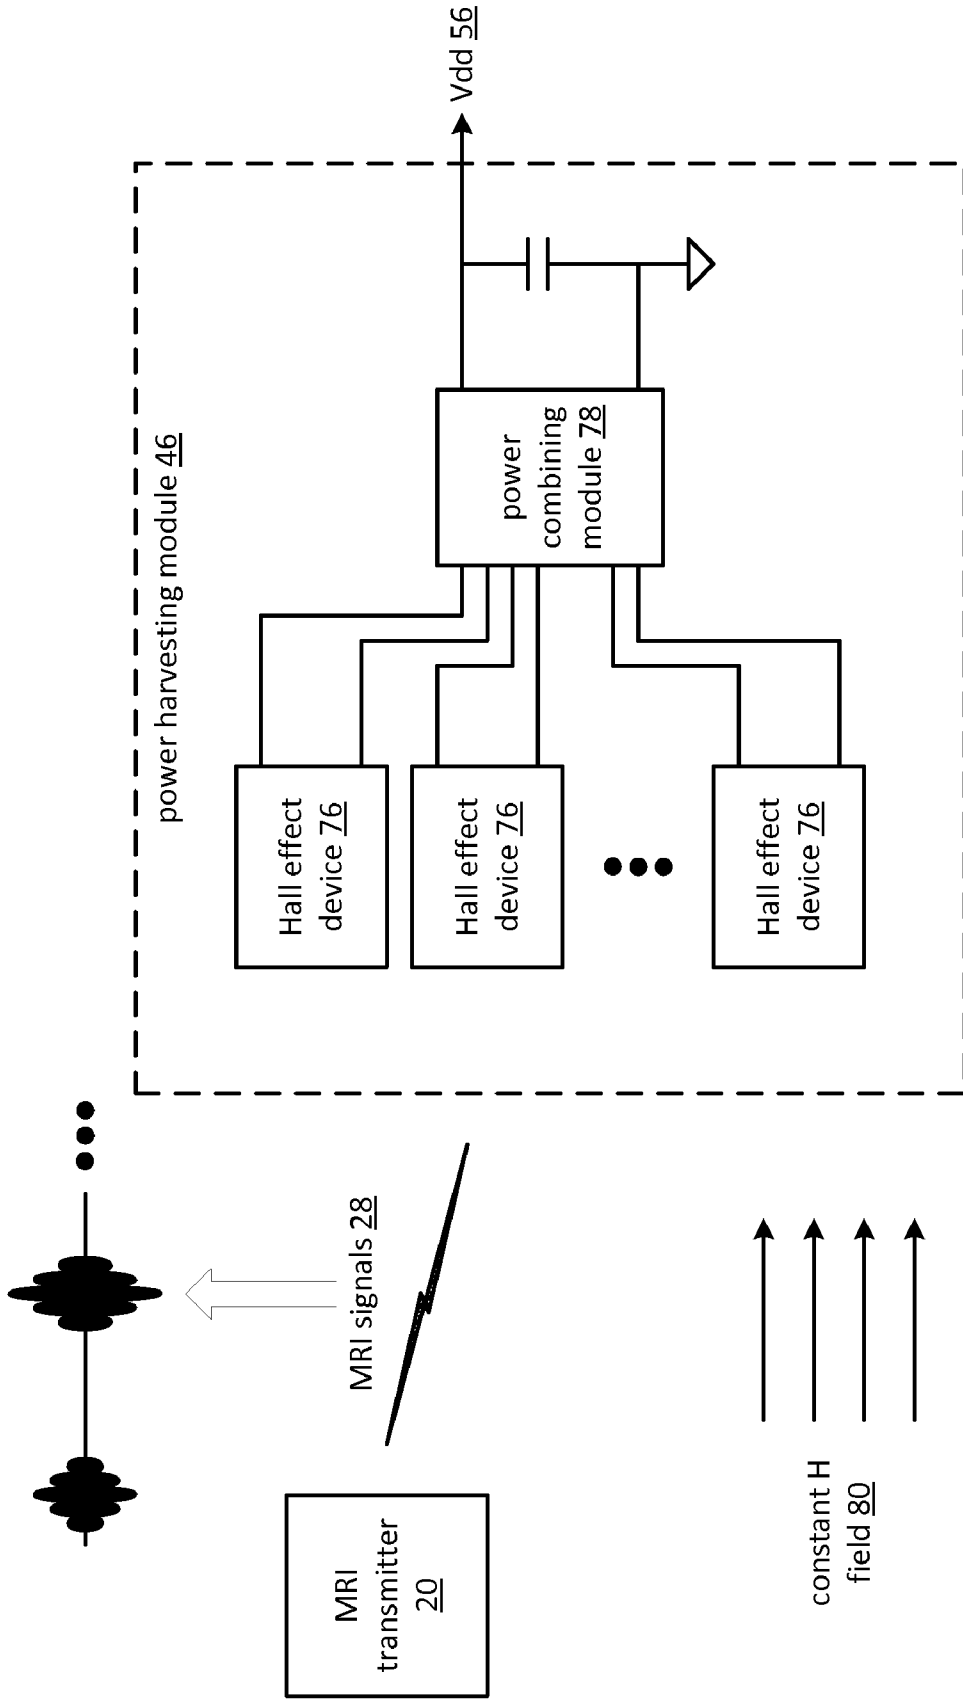 MRI
transmitter
20
MRI signals 28
constant H
field 80
power harvesting module 46
Hall effect
device 76
Hall effect
device 76
Hall effect
device 76
power
combining
module 78
Vdd 56